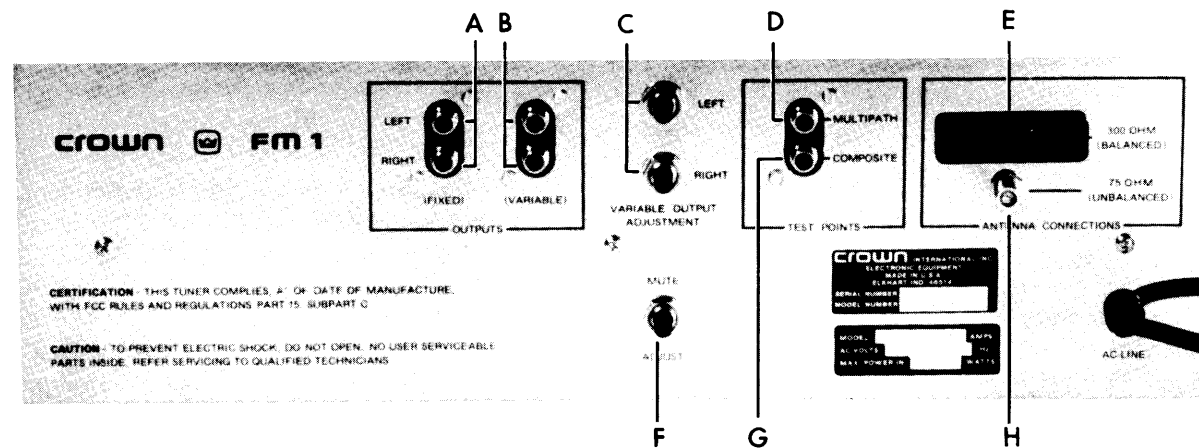 A B C D E
LEFT
RIGHT
(FIXED) (VARIABLE)
OUTPUTS
LEFT
RIGHT
VARIABLE OUTPUT
ADJUSTMENT
MULTIPATH
COMPOSITE
TEST POINTS
300 OHM
(BALANCED)
75 OHM
(UNBALANCED)
ANTENNA CONNECTIONS
crown FM 1
CERTIFICATION - THIS TUNER COMPLIES, DATE OF MANUFACTURE,
WITH FCC RULES AND REGULATIONS PART 15, SUBPART
CAUTION - TO PREVENT ELECTRIC SHOCK, DO NOT OPEN. NO USER SERVICEABLE
PARTS INSIDE. REFER SERVICING TO QUALIFIED TECHNICIANS
MUTE
ADJUST
crown INTERNATIONAL INC
ELECTRONIC EQUIPMENT
MADE IN U.S.A.
ELKHART IND. 46514
SERIAL NUMBER
MODEL NUMBER
MODEL AMPS
AC VOLTS HZ
MAX POWER IN WATTS
AC LINE
F G H